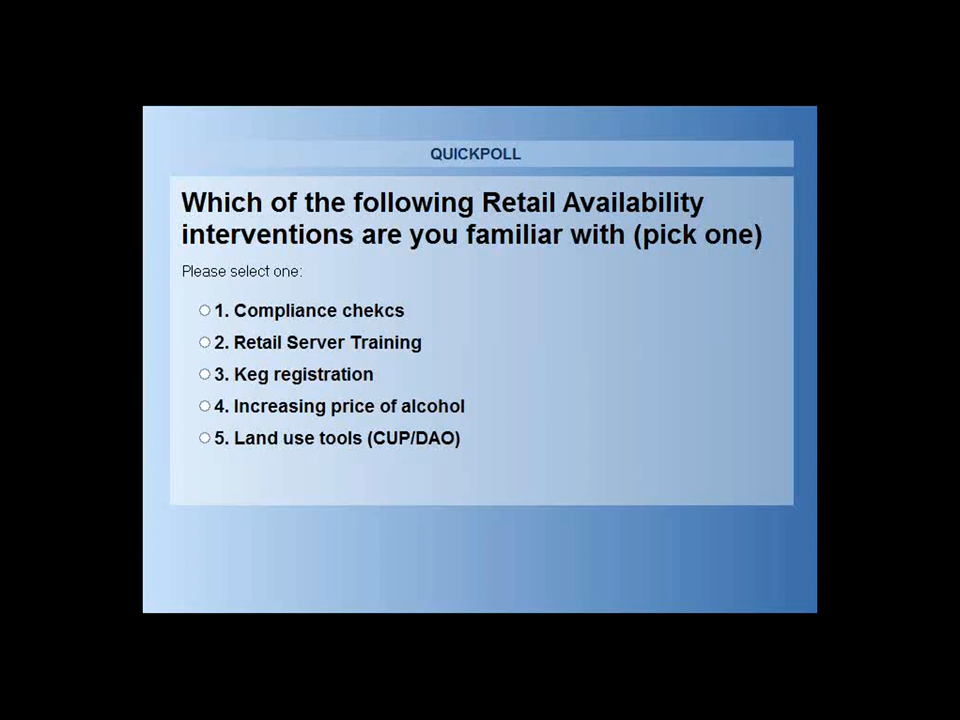 QUICKPOLL
Which of the following Retail Availability
interventions are you familiar with (pick one)
Please select one:
1. Compliance chekcs
2. Retail Server Training
3. Keg registration
4. Increasing price of alcohol
5. Land use tools (CUP/DAO)